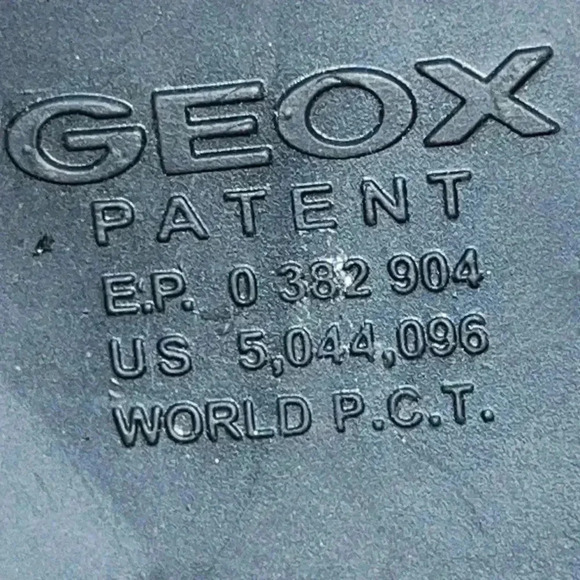 GEOX
PATENT
E.P. 0 382 904
US 5,044,096
WORLD P.C.T.